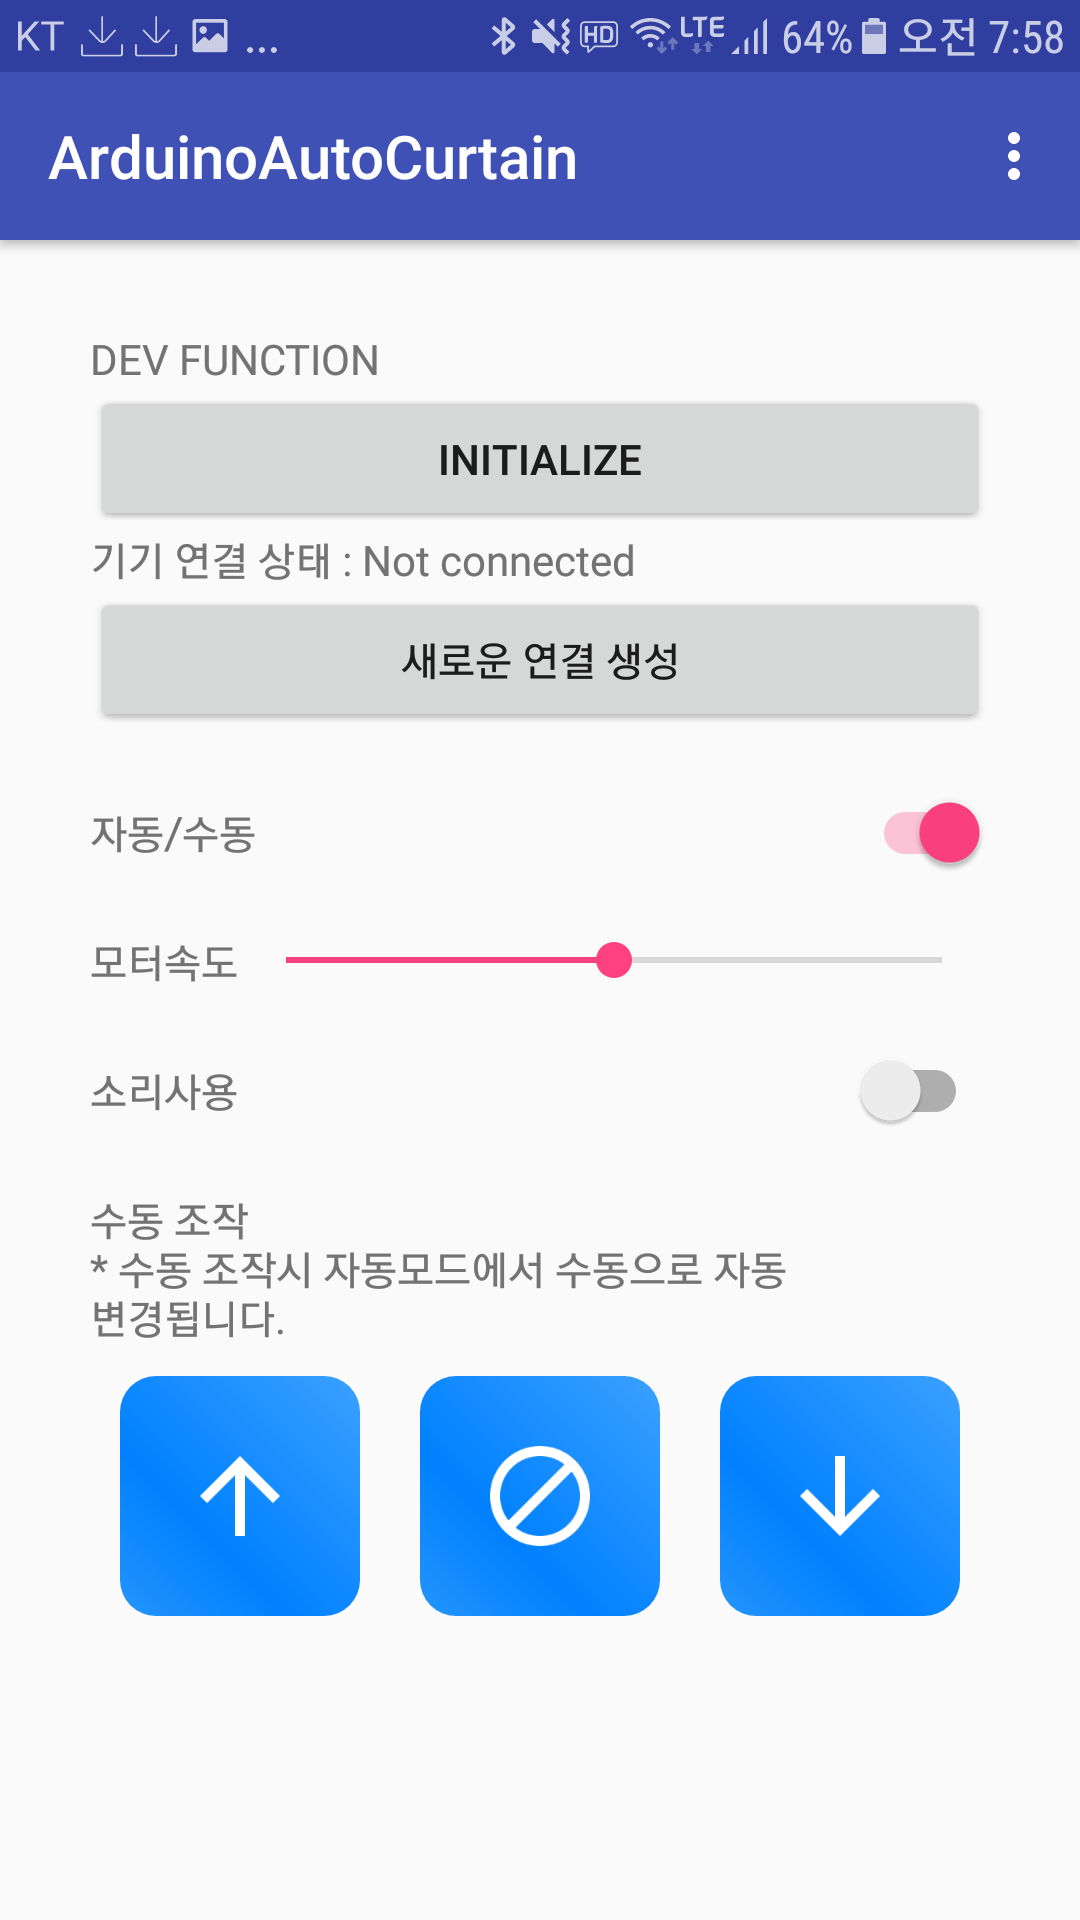 KT ... HD LTE 64% 오전 7:58
ArduinoAutoCurtain
DEV FUNCTION
INITIALIZE
기기 연결 상태 : Not connected
새로운 연결 생성
자동/수동
모터속도
소리사용
수동 조작
* 수동 조작시 자동모드에서 수동으로 자동
변경됩니다.